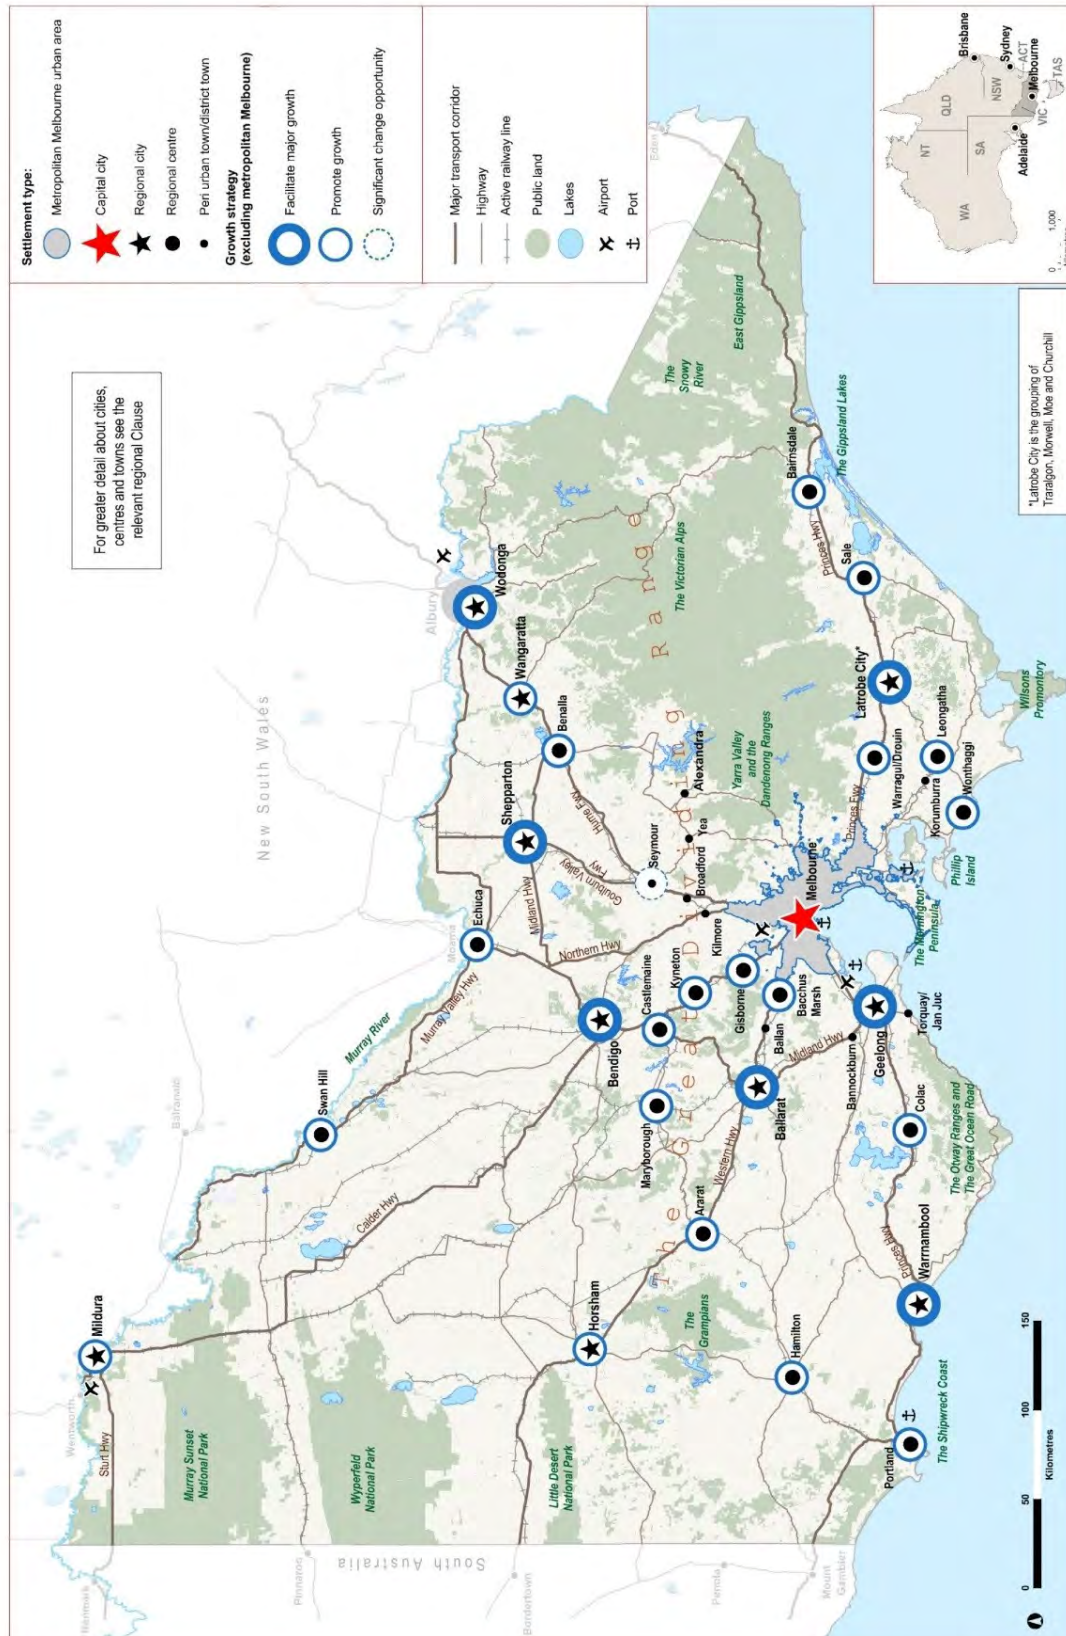 Settlement type:
Metropolitan Melbourne urban area
Capital city
Regional city
Regional centre
Peri urban town/district town
Growth strategy
(excluding metropolitan Melbourne)
Facilitate major growth
Promote growth
Significant change opportunity
Major transport corridor
Highway
Active railway line
Public land
Lakes
Airport
Port
For greater detail about cities,
centres and towns see the
relevant regional Clause
New South Wales
South Australia
Renmark
Wentworth
Mildura
Sturt Hwy
Murray Sunset
National Park
Pinnaroo
Wyperfeld
National Park
Bordertown
Little Desert
National Park
Balranald
Swan Hill
Murray River
Murray Valley Hwy
Calder Hwy
Moama
Echuca
Albury
Wodonga
Wangaratta
Benalla
Shepparton
Midland Hwy
Goulburn Valley
Fwy
Hume Fwy
Northern Hwy
Bendigo
Castlemaine
Kyneton
Maryborough
Horsham
Ararat
Western Hwy
The Great Dividing Range
The
Grampians
Seymour
Broadford
Yea
Alexandra
Kilmore
Gisborne
Bacchus
Marsh
Ballan
Ballarat
Midland Hwy
Bannockburn
Geelong
Torquay/
Jan Juc
Melbourne
Yarra Valley
and the
Dandenong Ranges
The Victorian Alps
The
Snowy
River
East Gippsland
Eden
Penola
Mount
Gambier
Hamilton
Portland
The Shipwreck Coast
Warrnambool
Princes Hwy
Colac
The Otway Ranges and
The Great Ocean Road
The Mornington
Peninsula
Phillip
Island
Princes Fwy
Warragul/Drouin
Korumburra
Leongatha
Wonthaggi
Latrobe City*
Wilsons
Promontory
Sale
Princes Hwy
Bairnsdale
The Gippsland Lakes
*Latrobe City is the grouping of
Traralgon, Morwell, Moe and Churchill
0 50 100 150
Kilometres
WA
NT
QLD
SA
NSW
ACT
VIC
TAS
Brisbane
Sydney
Melbourne
Adelaide
0 1,000